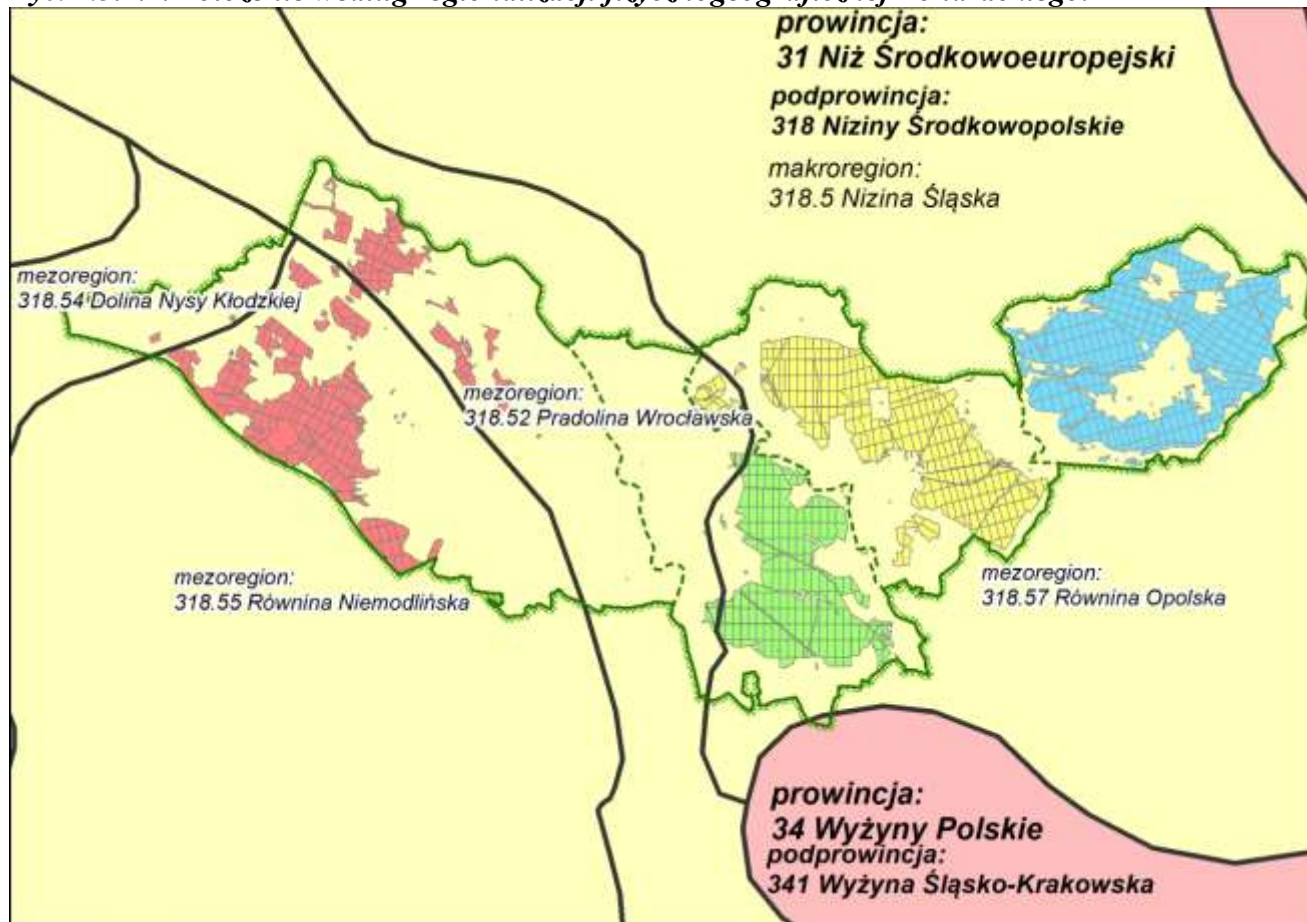 prowincja:
31 Niż Środkowoeuropejski
podprowincja:
318 Niziny Środkowopolskie
makroregion:
318.5 Nizina Śląska
mezoregion:
318.54 Dolina Nysy Kłodzkiej
mezoregion:
318.52 Pradolina Wrocławska
mezoregion:
318.55 Równina Niemodlińska
mezoregion:
318.57 Równina Opolska
prowincja:
34 Wyżyny Polskie
podprowincja:
341 Wyżyna Śląsko-Krakowska